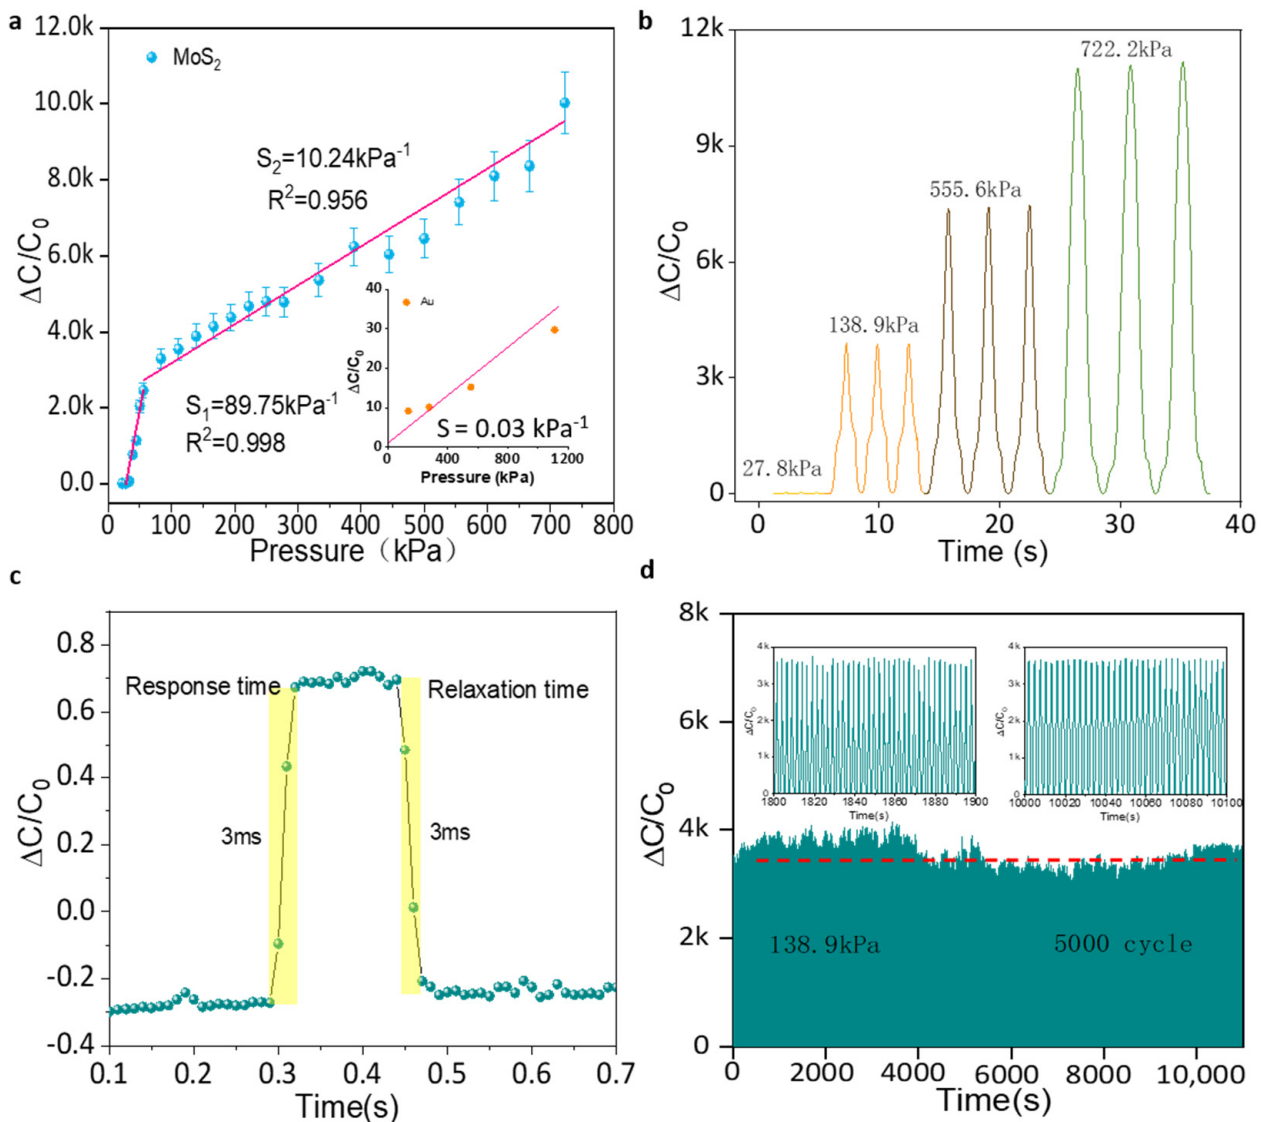 a
12.0k
10.0k
8.0k
6.0k
4.0k
2.0k
0.0
ΔC/C₀
MoS₂
S₂=10.24kPa⁻¹
R²=0.956
S₁=89.75kPa⁻¹
R²=0.998
0 100 200 300 400 500 600 700 800
Pressure（kPa）
40
30
20
10
0
ΔC/C₀
Au
S = 0.03 kPa⁻¹
0 400 800 1200
Pressure (kPa)
b
12k
9k
6k
3k
0
ΔC/C₀
722.2kPa
555.6kPa
138.9kPa
27.8kPa
0 10 20 30 40
Time (s)
c
0.8
0.6
0.4
0.2
0.0
-0.2
-0.4
ΔC/C₀
Response time
Relaxation time
3ms
3ms
0.1 0.2 0.3 0.4 0.5 0.6 0.7
Time(s)
d
8k
6k
4k
2k
0
ΔC/C₀
4k
3k
2k
1k
0
ΔC/C₀
1800 1820 1840 1860 1880 1900
Time(s)
4k
3k
2k
1k
0
ΔC/C₀
10000 10020 10040 10060 10080 10100
Time(s)
138.9kPa
5000 cycle
0 2000 4000 6000 8000 10,000
Time(s)